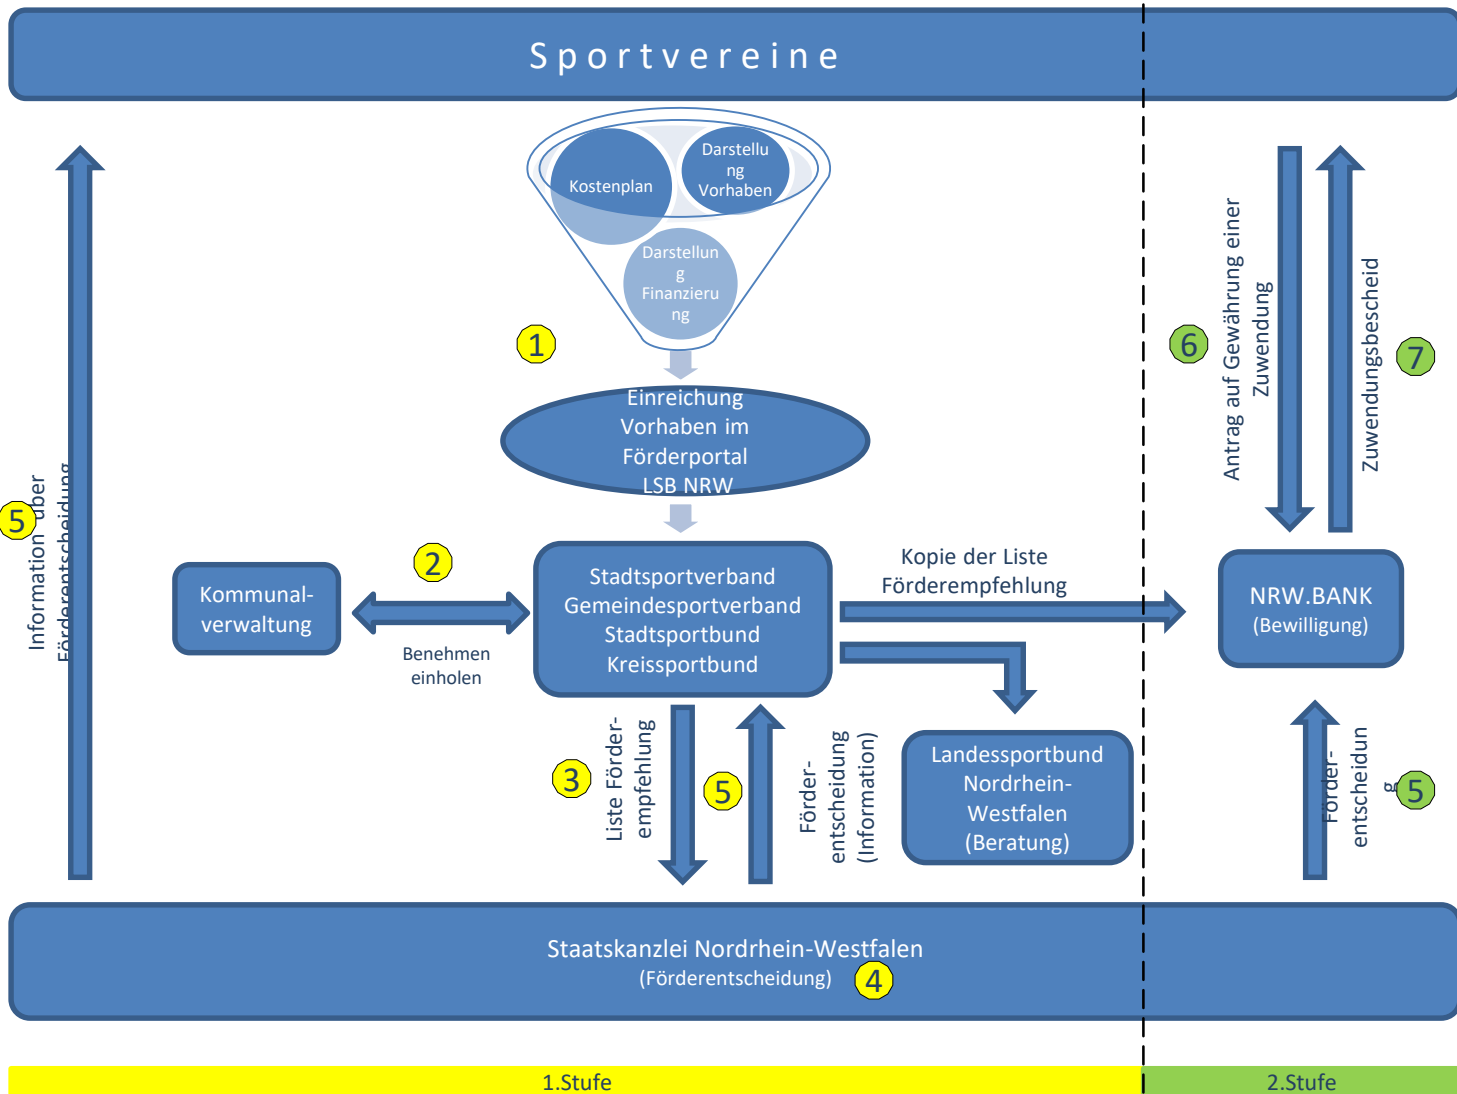 Sportvereine
Kostenplan
Darstellu
ng
Vorhaben
Darstellun
g
Finanzieru
ng
1
Einreichung
Vorhaben im
Förderportal
LSB NRW
5
Information über
Förderentscheidung
Kommunal-
verwaltung
2
Benehmen
einholen
Stadtsportverband
Gemeindesportverband
Stadtsportbund
Kreissportbund
Kopie der Liste
Förderempfehlung
3
Liste Förder-
empfehlung
5
Förder-
entscheidung
(Information)
Landessportbund
Nordrhein-
Westfalen
(Beratung)
6
Antrag auf Gewährung einer
Zuwendung
Zuwendungsbescheid
7
NRW.BANK
(Bewilligung)
Förder-
entscheidun
g
5
Staatskanzlei Nordrhein-Westfalen
(Förderentscheidung)
4
1.Stufe
2.Stufe